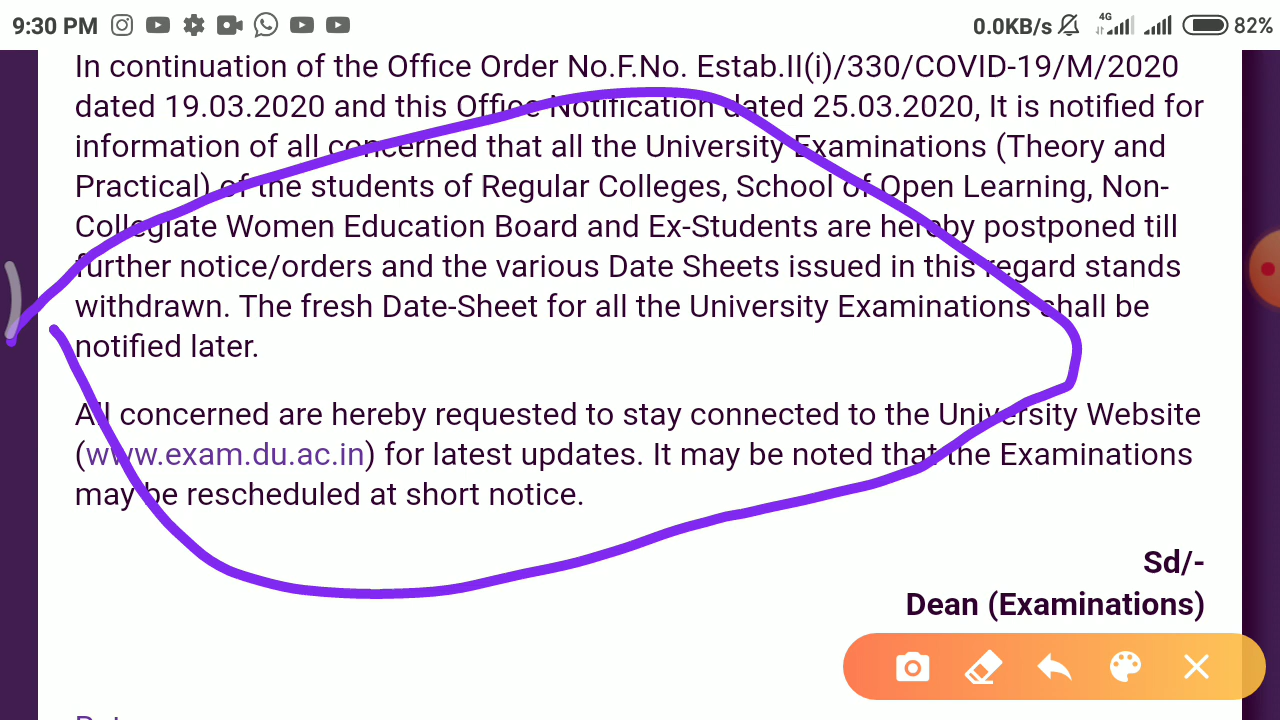 9:30 PM 0.0KB/s 4G 82%
In continuation of the Office Order No.F.No. Estab.II(i)/330/COVID-19/M/2020
dated 19.03.2020 and this Office Notification dated 25.03.2020, It is notified for
information of all concerned that all the University Examinations (Theory and
Practical) of the students of Regular Colleges, School of Open Learning, Non-
Collegiate Women Education Board and Ex-Students are hereby postponed till
further notice/orders and the various Date Sheets issued in this regard stands
withdrawn. The fresh Date-Sheet for all the University Examinations shall be
notified later.
All concerned are hereby requested to stay connected to the University Website
(www.exam.du.ac.in) for latest updates. It may be noted that the Examinations
may be rescheduled at short notice.
Sd/-
Dean (Examinations)